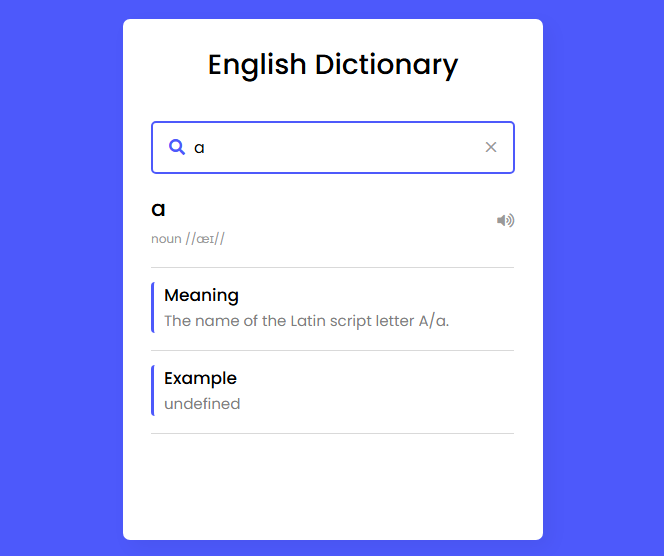 English Dictionary
a
a
noun //æɪ//
Meaning
The name of the Latin script letter A/a.
Example
undefined